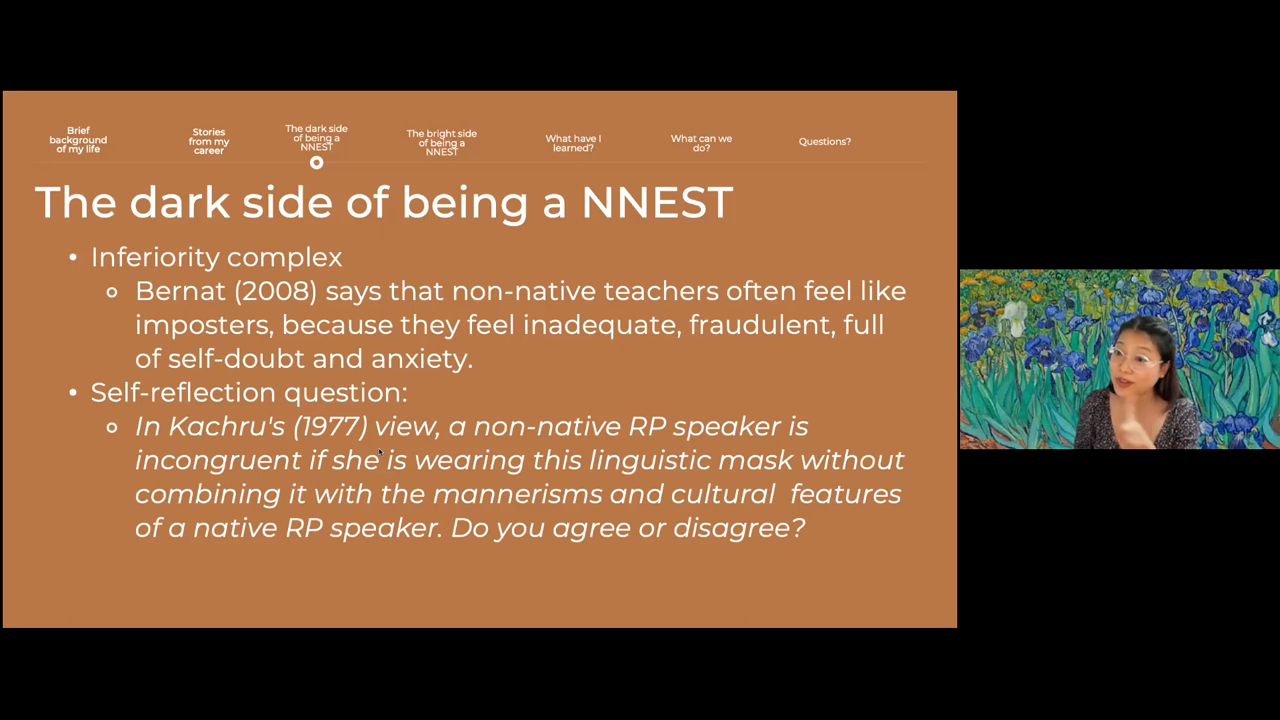 Brief
background
of my life
Stories
from my
career
The dark side
of being a
NNEST
The bright side
of being a
NNEST
What have I
learned?
What can we
do?
Questions?
The dark side of being a NNEST
• Inferiority complex
Bernat (2008) says that non-native teachers often feel like
imposters, because they feel inadequate, fraudulent, full
of self-doubt and anxiety.
• Self-reflection question:
In Kachru's (1977) view, a non-native RP speaker is
incongruent if she is wearing this linguistic mask without
combining it with the mannerisms and cultural  features
of a native RP speaker. Do you agree or disagree?